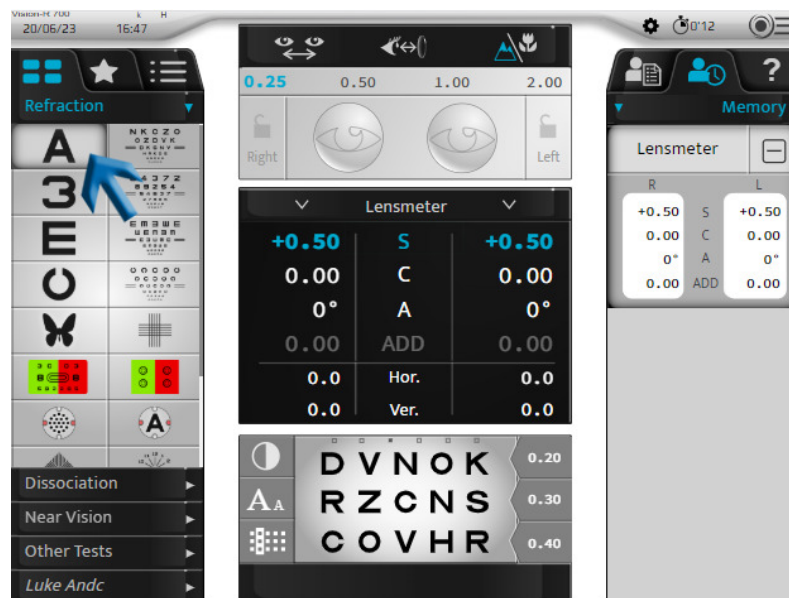 Vision-R 700
20/06/23 16:47
0'12
Refraction
A
N K C Z O
O Z D V K
3
E
E M 3 W E
3 C O 3
A
Dissociation
Near Vision
Other Tests
Luke Andc
0.25 0.50 1.00 2.00
Right
Left
Lensmeter
+0.50 S +0.50
0.00 C 0.00
0° A 0°
0.00 ADD 0.00
0.0 Hor. 0.0
0.0 Ver. 0.0
D V N O K 0.20
A A R Z C N S 0.30
C O V H R 0.40
?
Memory
Lensmeter
R L
+0.50 S +0.50
0.00 C 0.00
0° A 0°
0.00 ADD 0.00